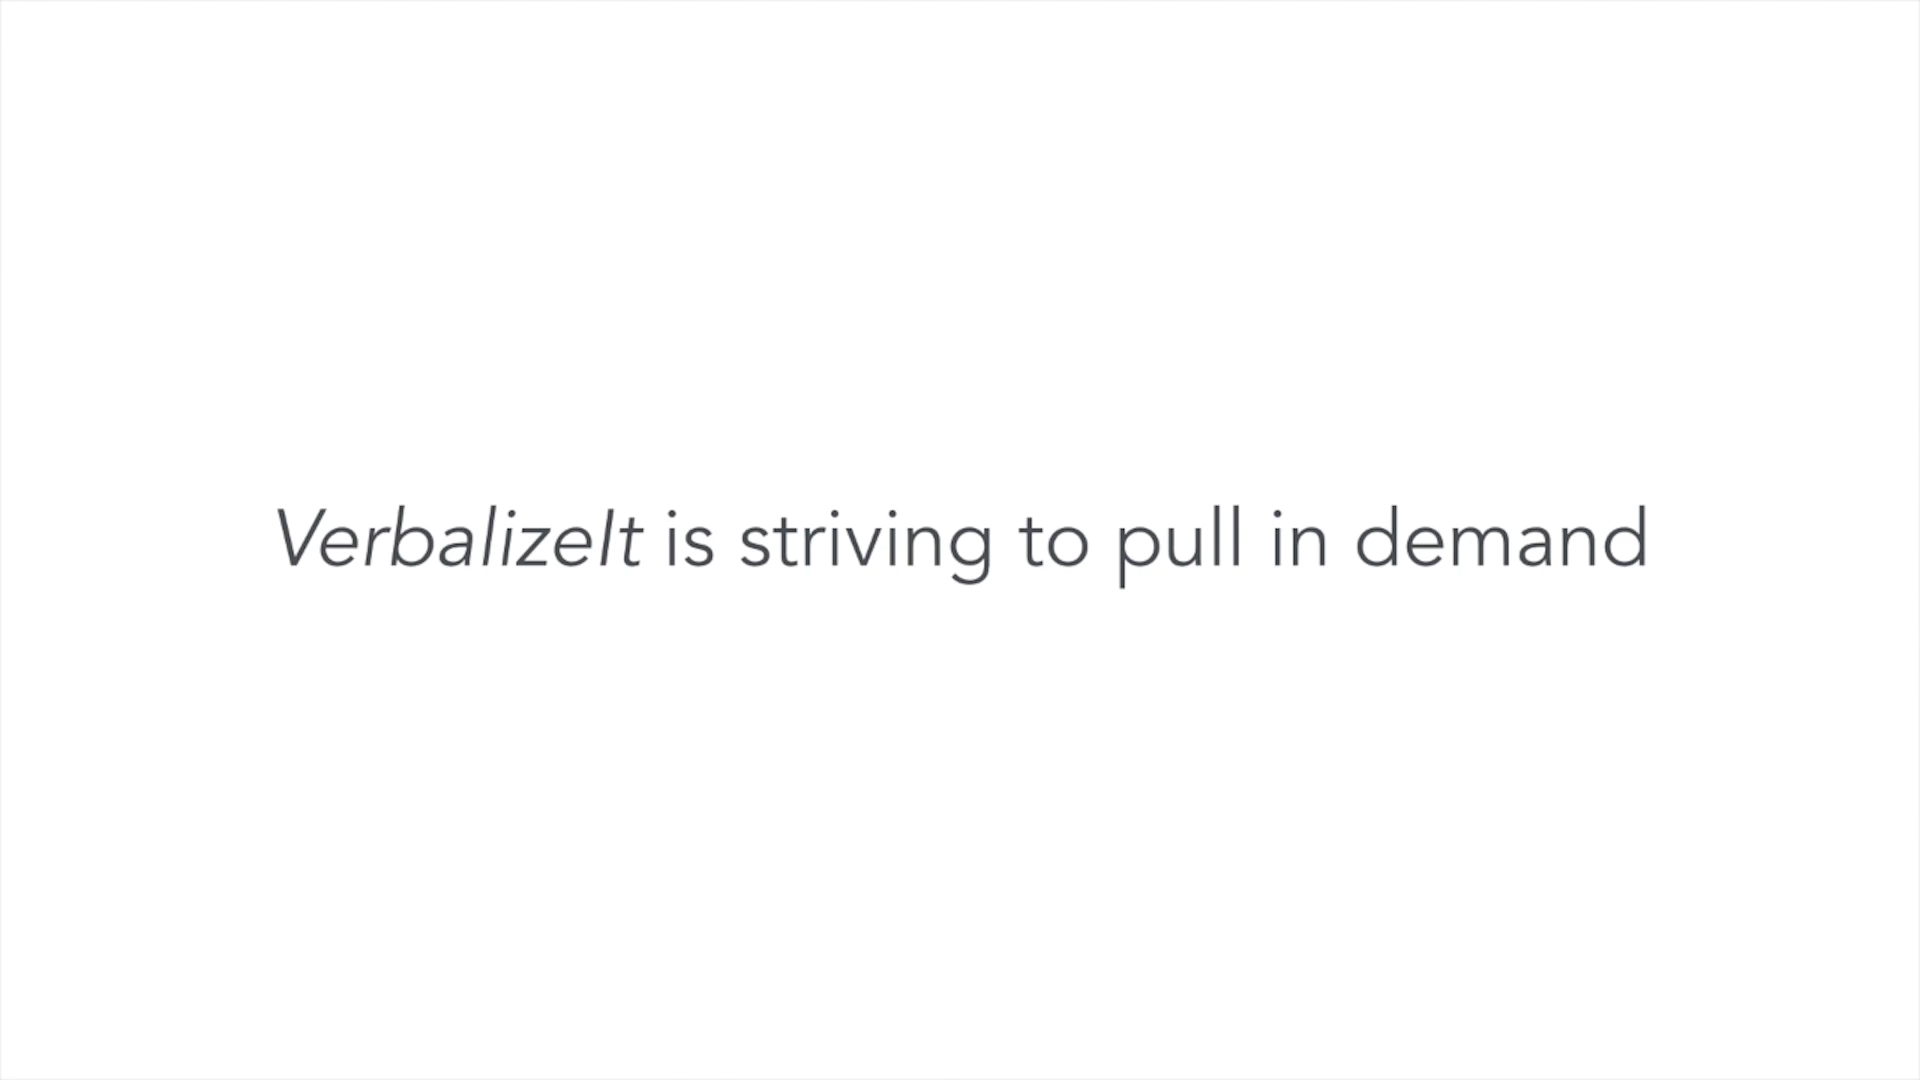 VerbalizeIt is striving to pull in demand